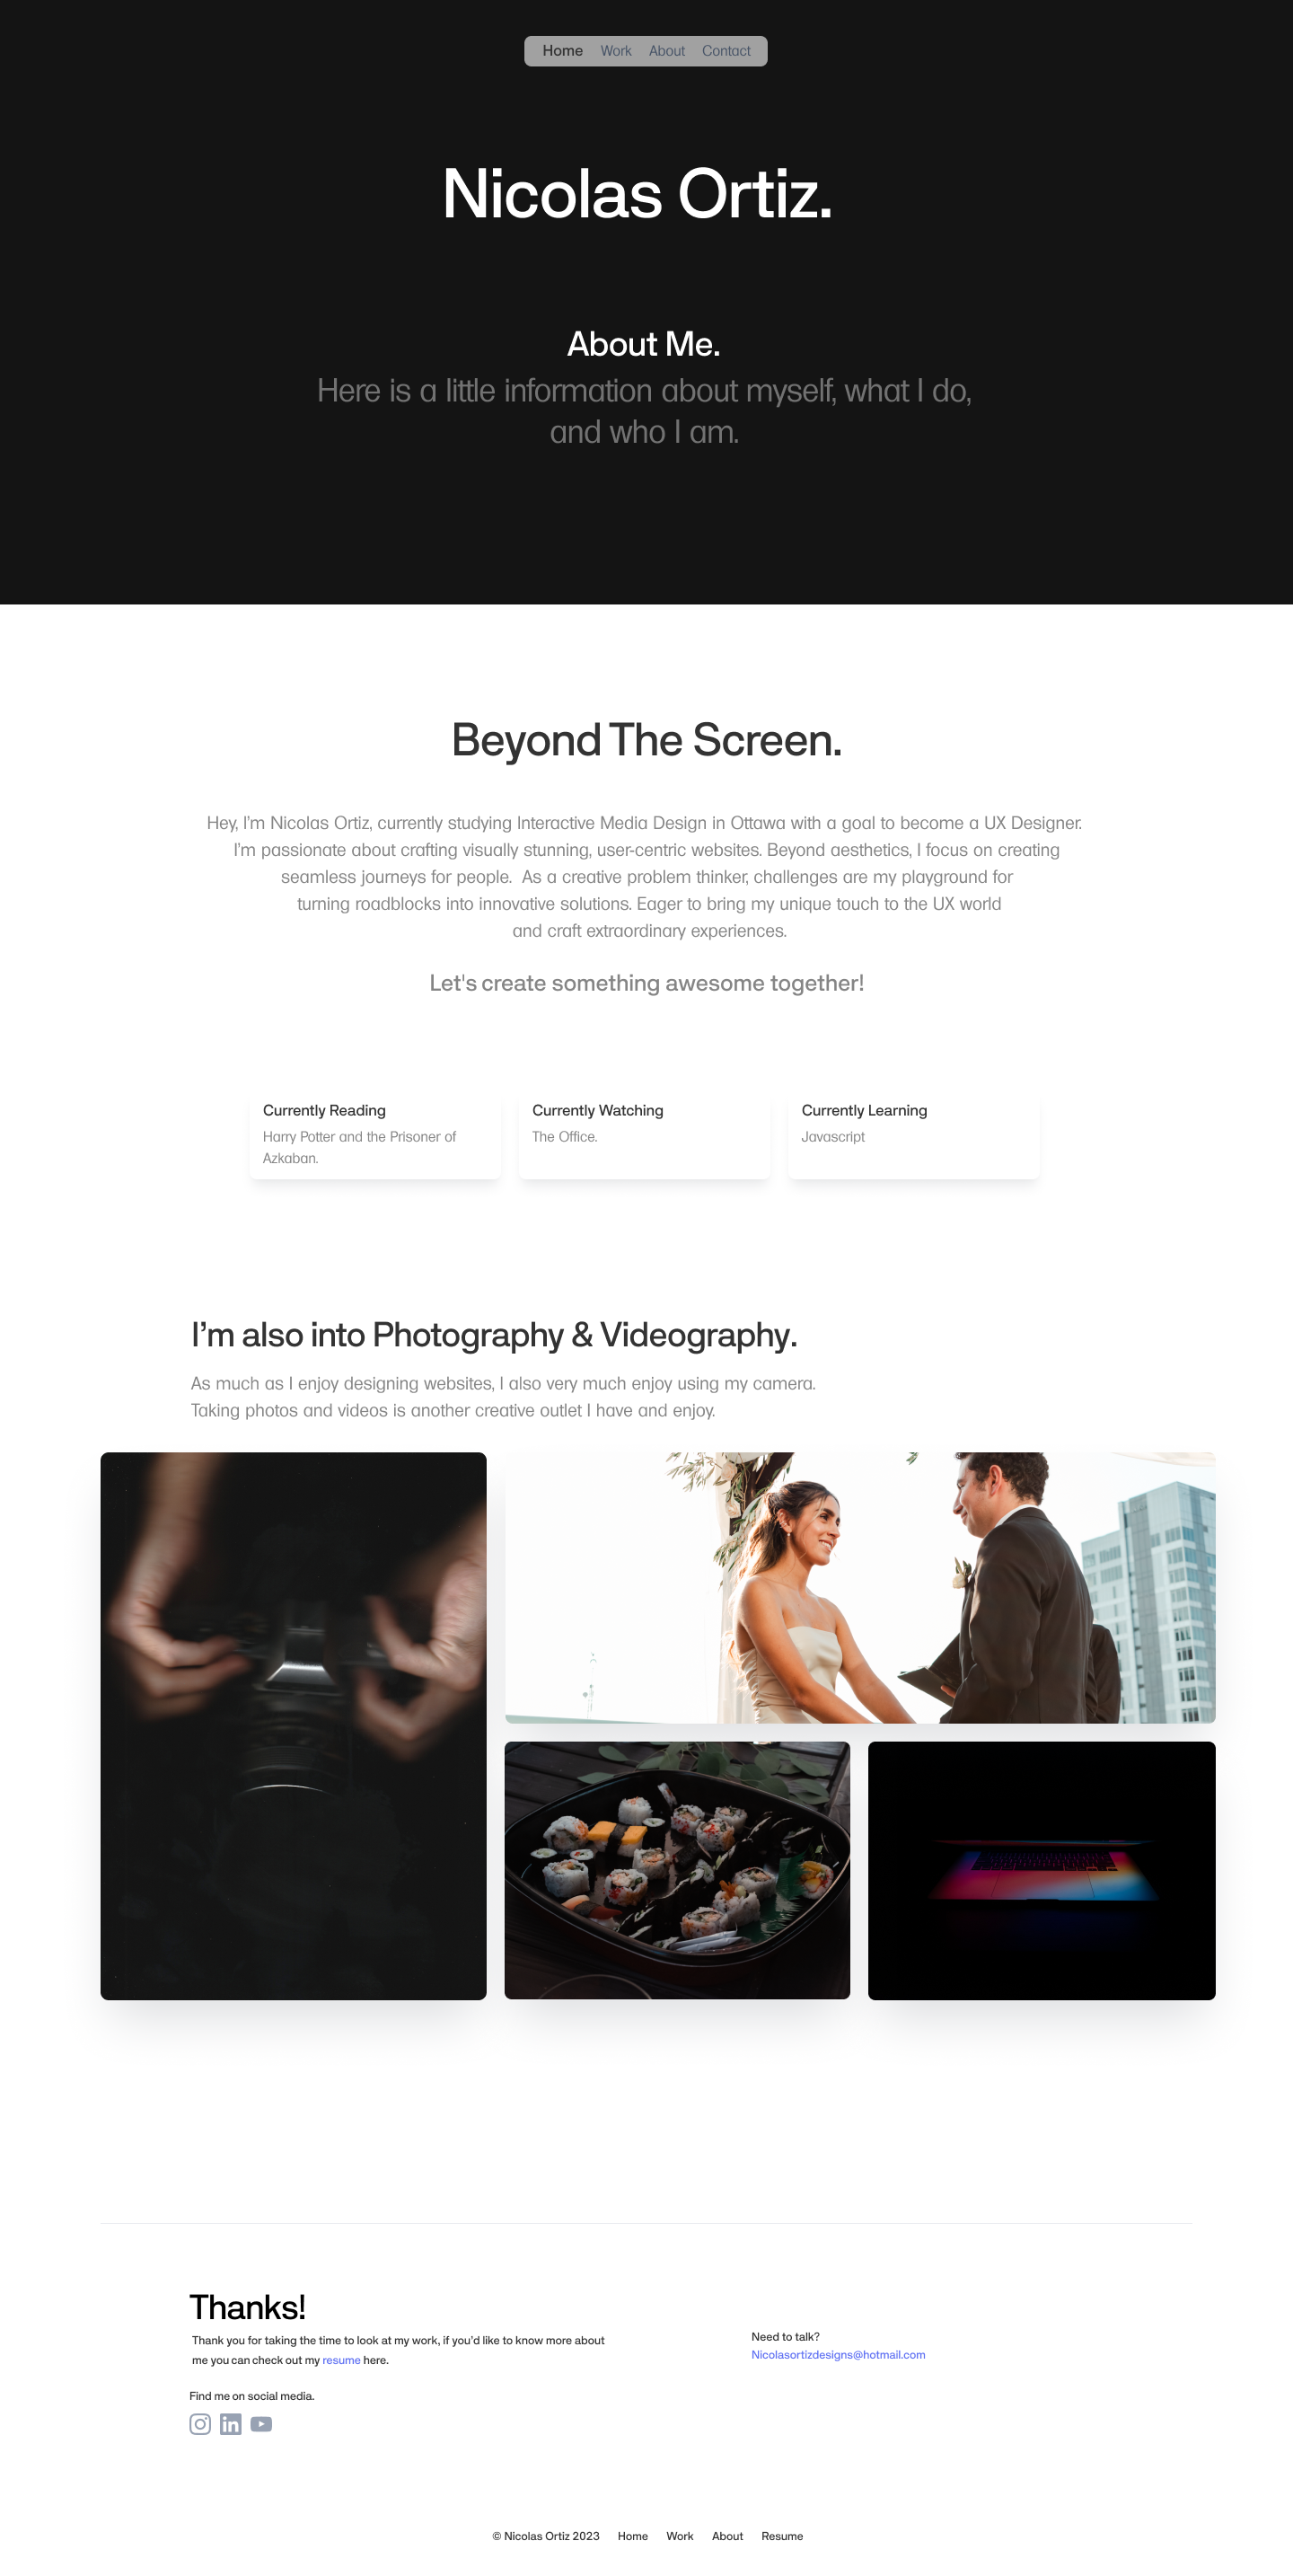 Home Work About Contact
Nicolas Ortiz.
About Me.
Here is a little information about myself, what I do,
and who I am.
Beyond The Screen.
Hey, I’m Nicolas Ortiz, currently studying Interactive Media Design in Ottawa with a goal to become a UX Designer.
I’m passionate about crafting visually stunning, user-centric websites. Beyond aesthetics, I focus on creating
seamless journeys for people.  As a creative problem thinker, challenges are my playground for
turning roadblocks into innovative solutions. Eager to bring my unique touch to the UX world
and craft extraordinary experiences.
Let's create something awesome together!
Currently Reading
Harry Potter and the Prisoner of
Azkaban.
Currently Watching
The Office.
Currently Learning
Javascript
I’m also into Photography & Videography.
As much as I enjoy designing websites, I also very much enjoy using my camera.
Taking photos and videos is another creative outlet I have and enjoy.
Thanks!
Thank you for taking the time to look at my work, if you’d like to know more about
me you can check out my resume here.
Find me on social media.
Need to talk?
Nicolasortizdesigns@hotmail.com
© Nicolas Ortiz 2023 Home Work About Resume